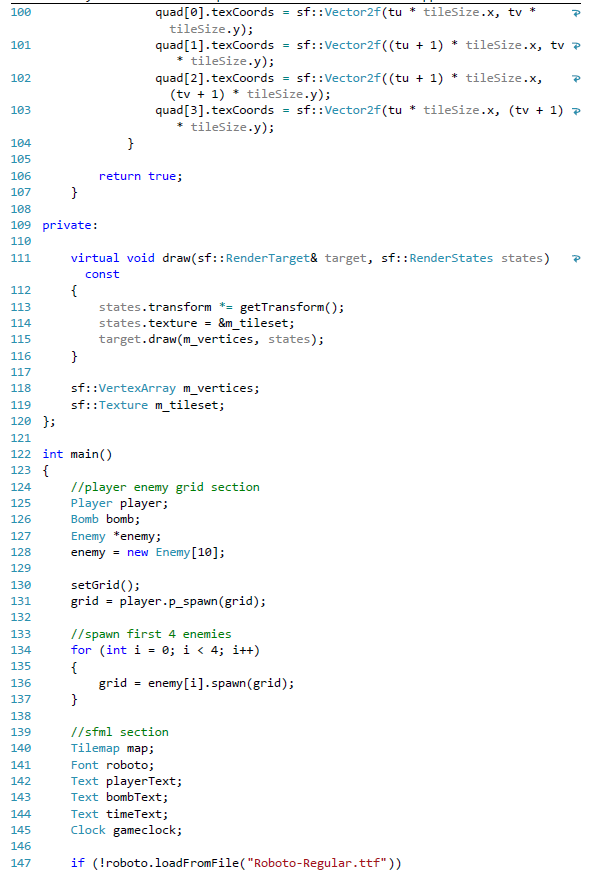 100 quad[0].texCoords = sf::Vector2f(tu * tileSize.x, tv *
tileSize.y);
101 quad[1].texCoords = sf::Vector2f((tu + 1) * tileSize.x, tv
* tileSize.y);
102 quad[2].texCoords = sf::Vector2f((tu + 1) * tileSize.x,
(tv + 1) * tileSize.y);
103 quad[3].texCoords = sf::Vector2f(tu * tileSize.x, (tv + 1)
* tileSize.y);
104 }
105
106 return true;
107 }
108
109 private:
110
111 virtual void draw(sf::RenderTarget& target, sf::RenderStates states)
const
112 {
113 states.transform *= getTransform();
114 states.texture = &m_tileset;
115 target.draw(m_vertices, states);
116 }
117
118 sf::VertexArray m_vertices;
119 sf::Texture m_tileset;
120 };
121
122 int main()
123 {
124 //player enemy grid section
125 Player player;
126 Bomb bomb;
127 Enemy *enemy;
128 enemy = new Enemy[10];
129
130 setGrid();
131 grid = player.p_spawn(grid);
132
133 //spawn first 4 enemies
134 for (int i = 0; i < 4; i++)
135 {
136 grid = enemy[i].spawn(grid);
137 }
138
139 //sfml section
140 Tilemap map;
141 Font roboto;
142 Text playerText;
143 Text bombText;
144 Text timeText;
145 Clock gameclock;
146
147 if (!roboto.loadFromFile("Roboto-Regular.ttf"))